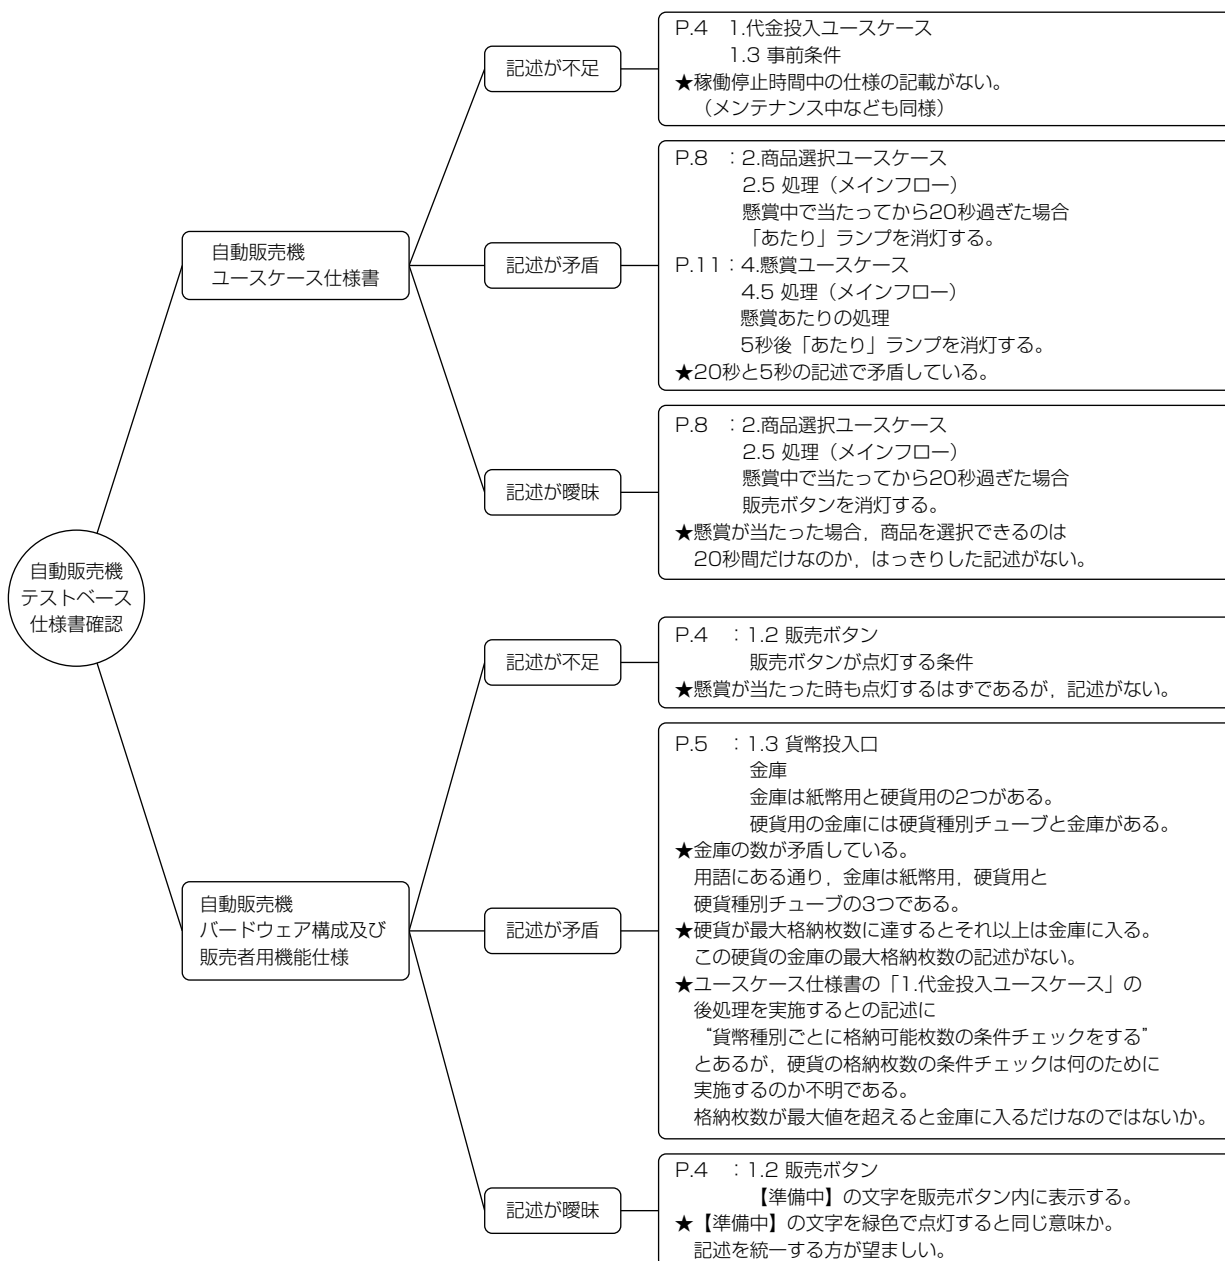 自動販売機
テストベース
仕様書確認
自動販売機
ユースケース仕様書
記述が不足
P.4 1.代金投入ユースケース
1.3 事前条件
★稼働停止時間中の仕様の記載がない。
（メンテナンス中なども同様）
記述が矛盾
P.8 ：2.商品選択ユースケース
2.5 処理（メインフロー）
懸賞中で当たってから20秒過ぎた場合
「あたり」ランプを消灯する。
P.11：4.懸賞ユースケース
4.5 処理（メインフロー）
懸賞あたりの処理
5秒後「あたり」ランプを消灯する。
★20秒と5秒の記述で矛盾している。
記述が曖昧
P.8 ：2.商品選択ユースケース
2.5 処理（メインフロー）
懸賞中で当たってから20秒過ぎた場合
販売ボタンを消灯する。
★懸賞が当たった場合，商品を選択できるのは
20秒間だけなのか，はっきりした記述がない。
自動販売機
バードウェア構成及び
販売者用機能仕様
記述が不足
P.4 ：1.2 販売ボタン
販売ボタンが点灯する条件
★懸賞が当たった時も点灯するはずであるが，記述がない。
記述が矛盾
P.5 ：1.3 貨幣投入口
金庫
金庫は紙幣用と硬貨用の2つがある。
硬貨用の金庫には硬貨種別チューブと金庫がある。
★金庫の数が矛盾している。
用語にある通り，金庫は紙幣用，硬貨用と
硬貨種別チューブの3つである。
★硬貨が最大格納枚数に達するとそれ以上は金庫に入る。
この硬貨の金庫の最大格納枚数の記述がない。
★ユースケース仕様書の「1.代金投入ユースケース」の
後処理を実施するとの記述に
“貨幣種別ごとに格納可能枚数の条件チェックをする”
とあるが，硬貨の格納枚数の条件チェックは何のために
実施するのか不明である。
格納枚数が最大値を超えると金庫に入るだけなのではないか。
記述が曖昧
P.4 ：1.2 販売ボタン
【準備中】の文字を販売ボタン内に表示する。
★【準備中】の文字を緑色で点灯すると同じ意味か。
記述を統一する方が望ましい。